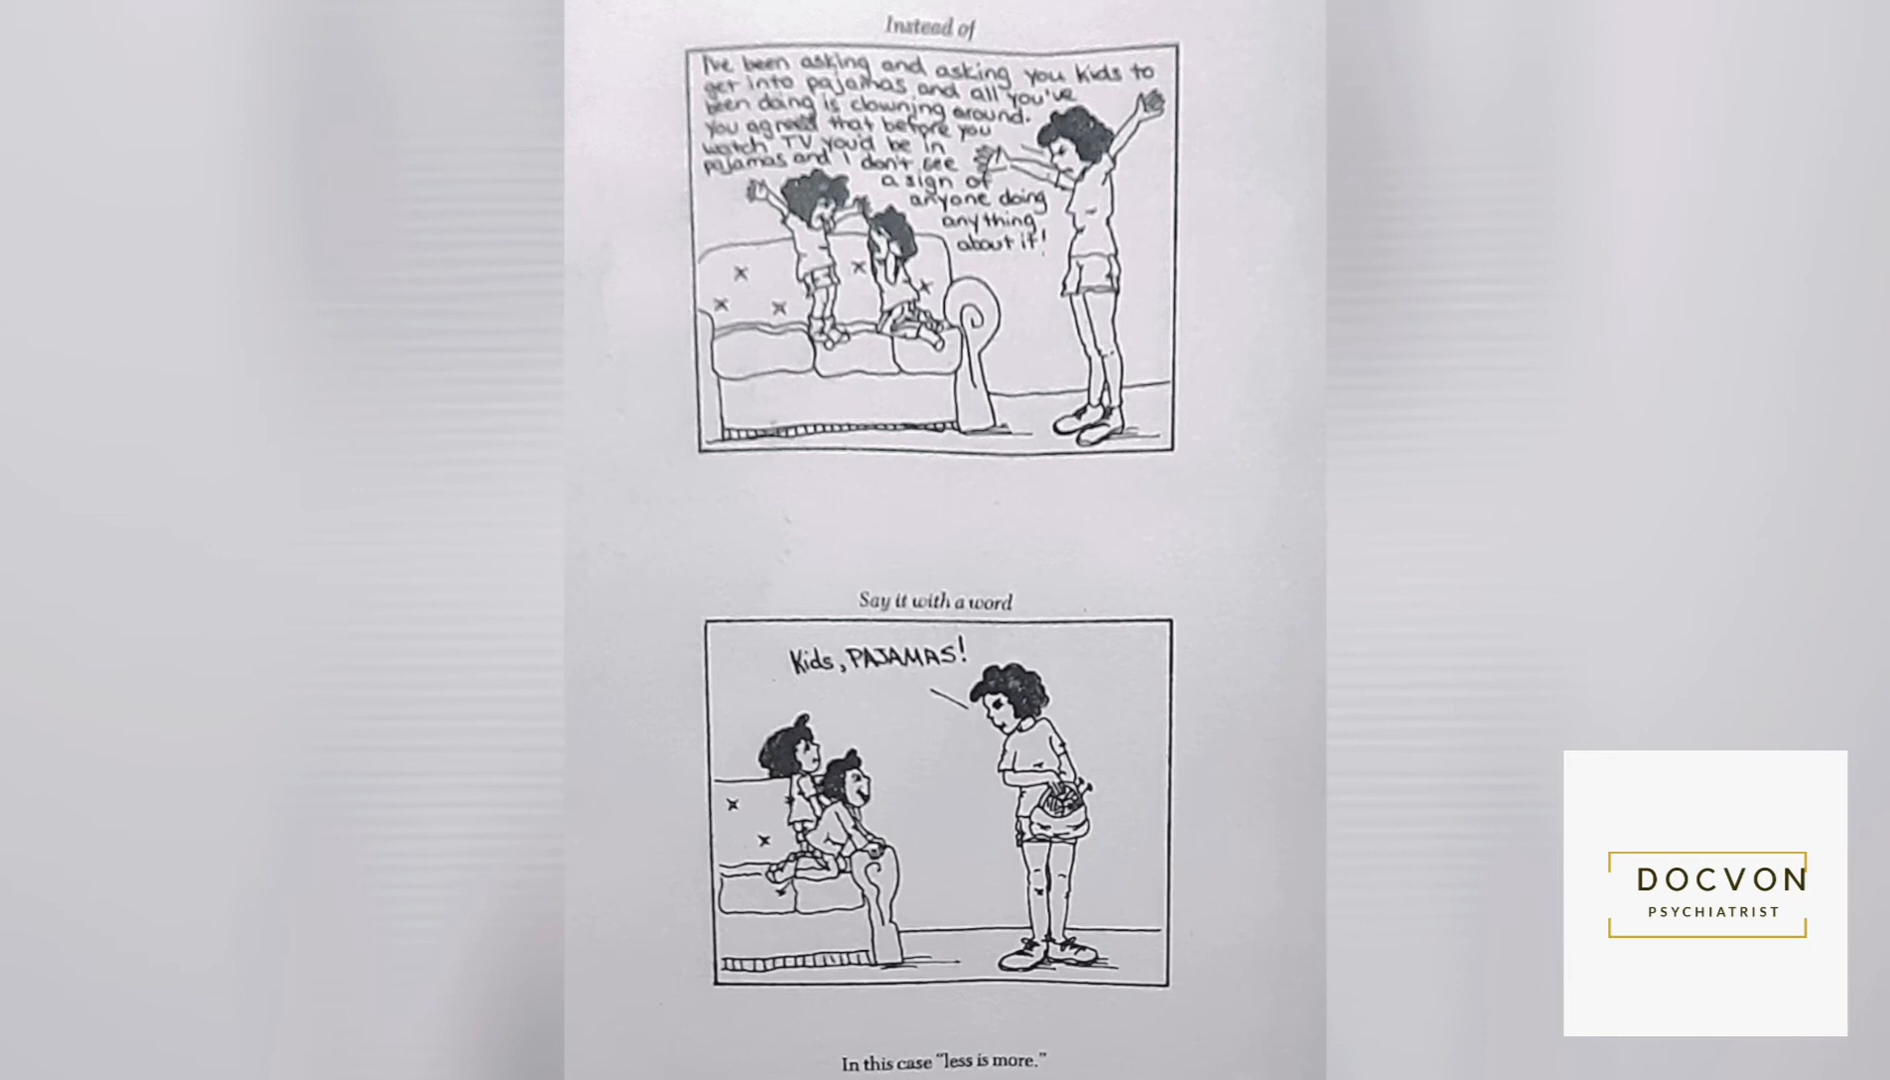 Instead of
I've been asking and asking you kids to
get into pajamas and all you've
been doing is clowning around.
You agreed that before you
watch TV you'd be in
pajamas and I don't see
a sign of
anyone doing
anything
about it!
Say it with a word
Kids, PAJAMAS!
In this case "less is more."
DOCVON
PSYCHIATRIST